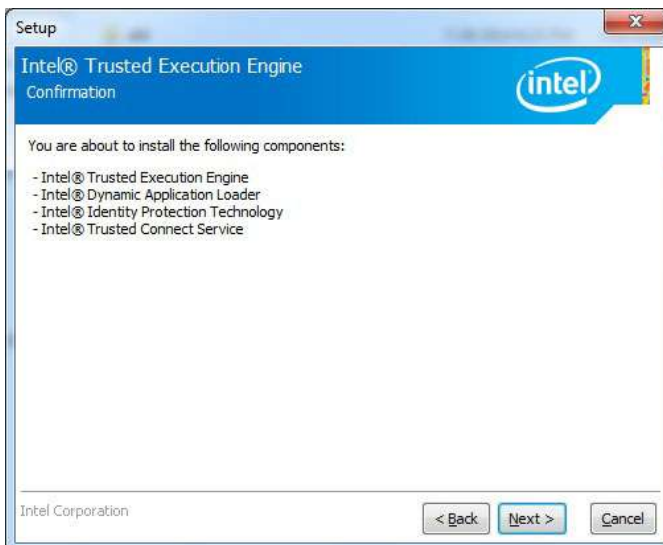 Setup
Intel® Trusted Execution Engine
Confirmation
intel
You are about to install the following components:
- Intel® Trusted Execution Engine
- Intel® Dynamic Application Loader
- Intel® Identity Protection Technology
- Intel® Trusted Connect Service
Intel Corporation
< Back
Next >
Cancel